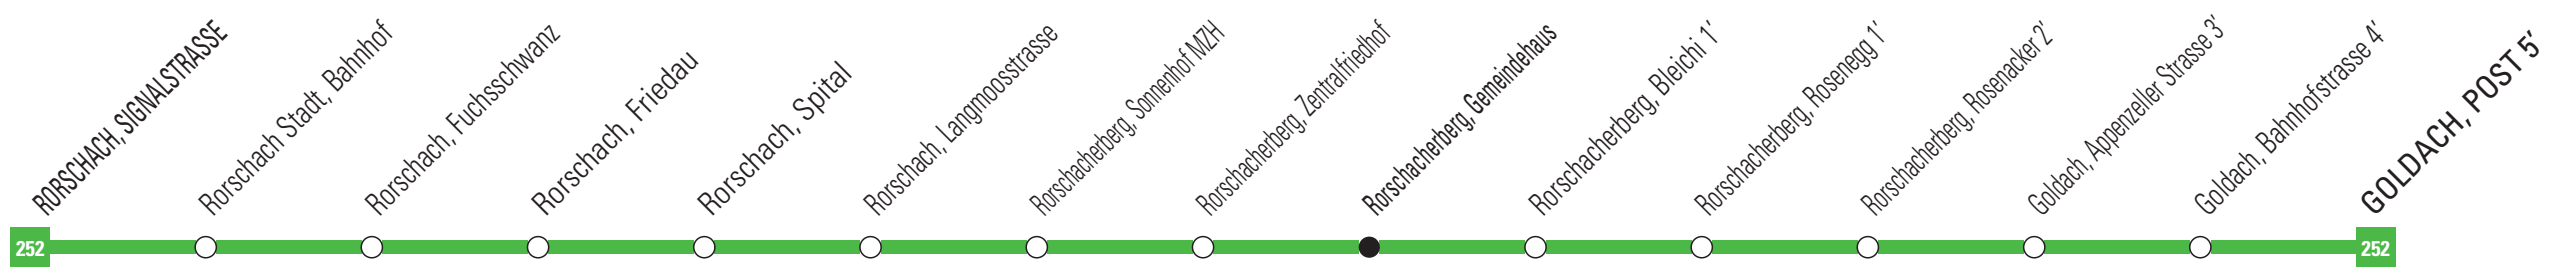 RORSCHACH, SIGNALSTRASSE
Rorschach Stadt, Bahnhof
Rorschach, Fuchsschwanz
Rorschach, Friedau
Rorschach, Spital
Rorschach, Langmoosstrasse
Rorschacherberg, Sonnenhof MZH
Rorschacherberg, Zentralfriedhof
Rorschacherberg, Gemeindehaus
Rorschacherberg, Bleichi 1'
Rorschacherberg, Rosenegg 1'
Rorschacherberg, Rosenacker 2'
Goldach, Appenzeller Strasse 3'
Goldach, Bahnhofstrasse 4'
GOLDACH, POST 5'
252
252